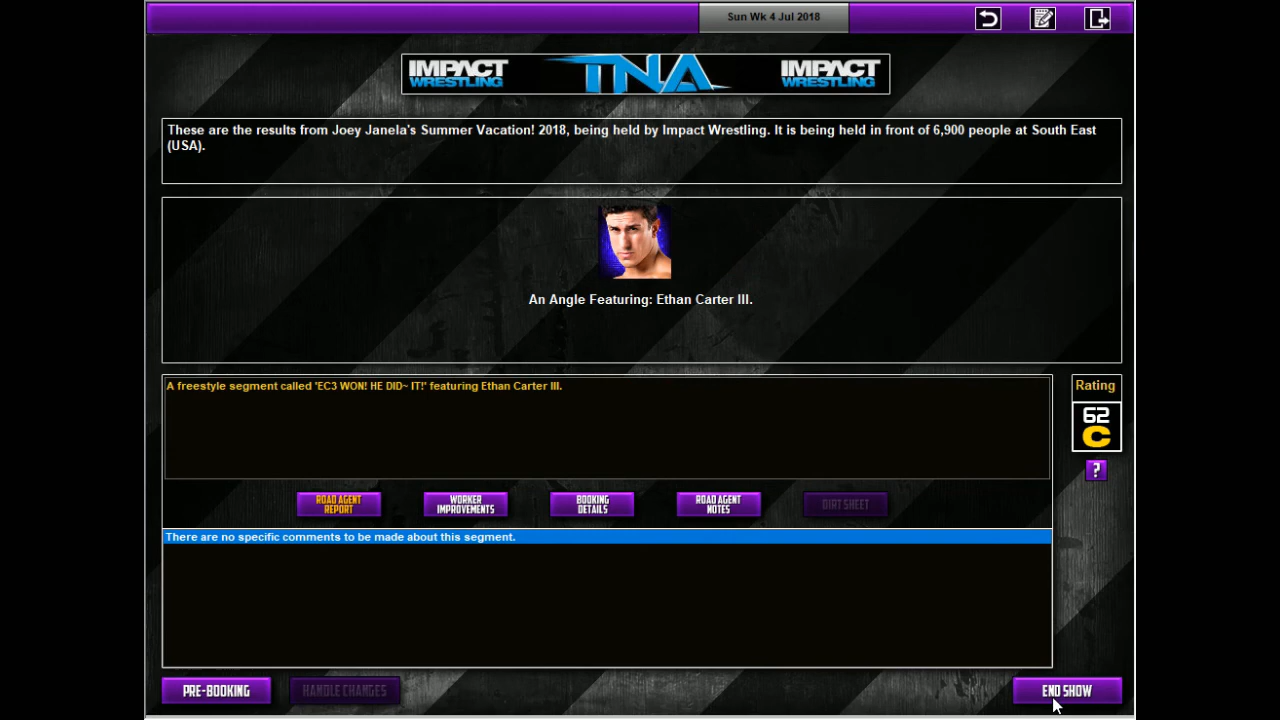 Sun Wk 4 Jul 2018
IMPACT WRESTLING TNA IMPACT WRESTLING
These are the results from Joey Janela's Summer Vacation! 2018, being held by Impact Wrestling. It is being held in front of 6,900 people at South East
(USA).
An Angle Featuring: Ethan Carter III.
A freestyle segment called 'EC3 WON! HE DID~ IT!' featuring Ethan Carter III.
Rating
62
C
?
ROAD AGENT REPORT
WORKER IMPROVEMENTS
BOOKING DETAILS
ROAD AGENT NOTES
DIRT SHEET
There are no specific comments to be made about this segment.
PRE-BOOKING
HANDLE CHANGES
END SHOW